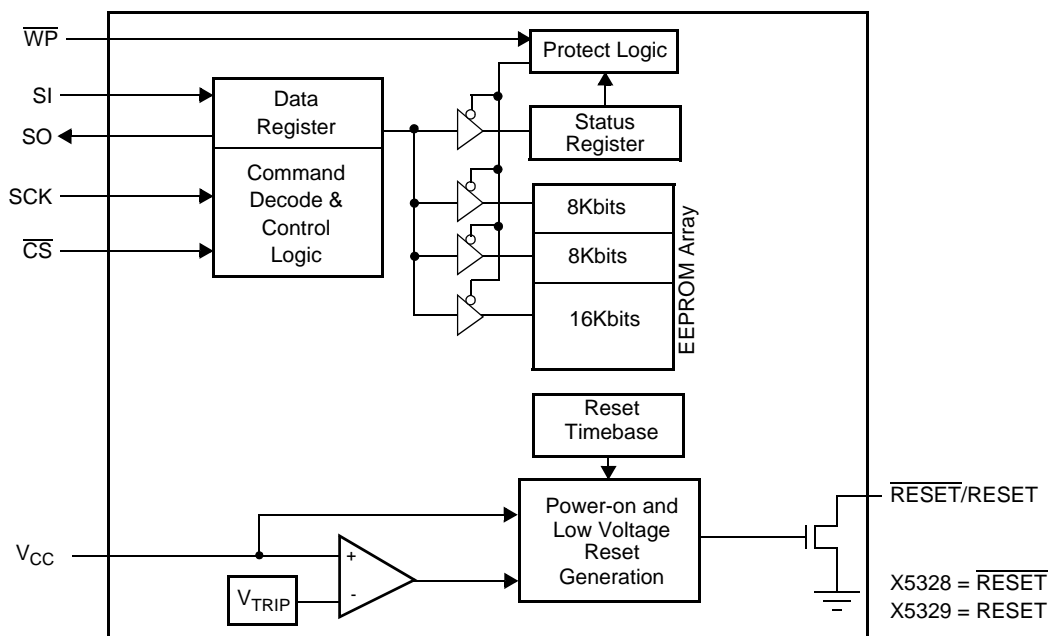 WP
Protect Logic
SI
Data
Register
SO
Status
Register
SCK
Command
Decode &
Control
Logic
CS
8Kbits
8Kbits
16Kbits
EEPROM Array
Reset
Timebase
RESET/RESET
Power-on and
Low Voltage
Reset
Generation
VCC
+
-
VTRIP
X5328 = RESET
X5329 = RESET